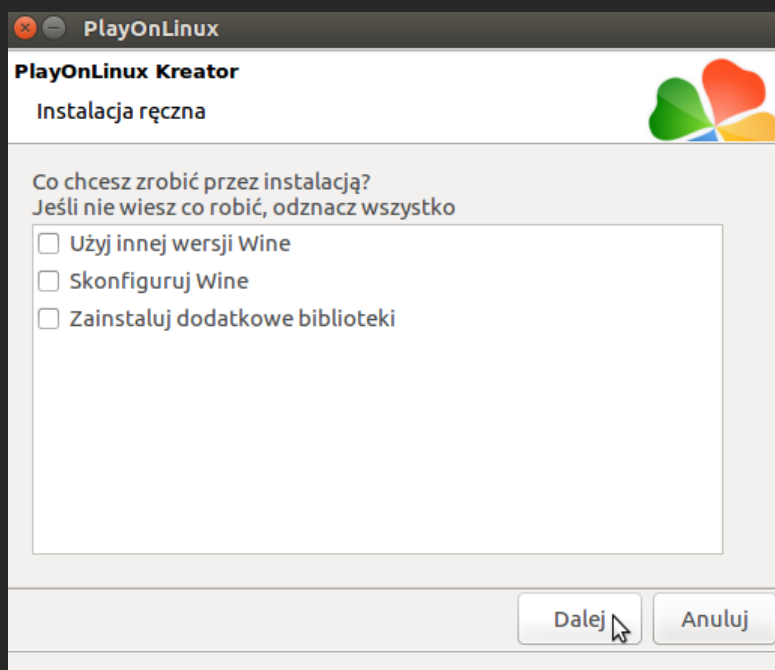 PlayOnLinux
PlayOnLinux Kreator
Instalacja ręczna
Co chcesz zrobić przez instalacją?
Jeśli nie wiesz co robić, odznacz wszystko
Użyj innej wersji Wine
Skonfiguruj Wine
Zainstaluj dodatkowe biblioteki
Dalej Anuluj